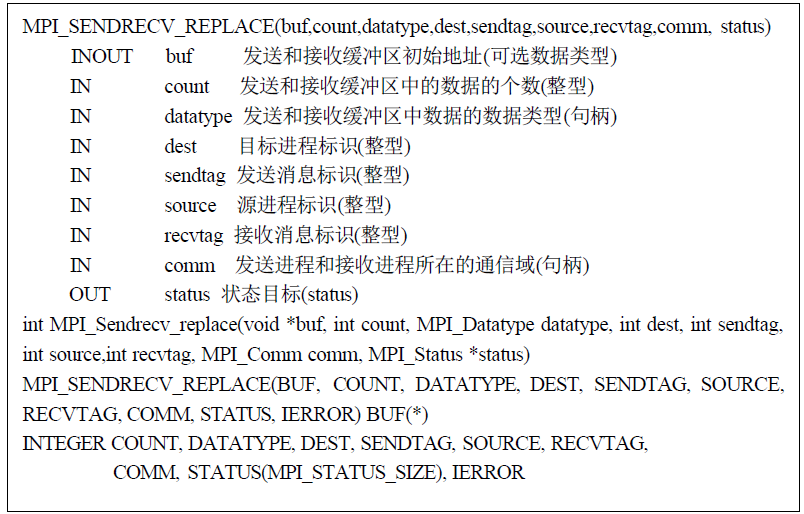 MPI_SENDRECV_REPLACE(buf,count,datatype,dest,sendtag,source,recvtag,comm, status)
INOUT buf 发送和接收缓冲区初始地址(可选数据类型)
IN count 发送和接收缓冲区中的数据的个数(整型)
IN datatype 发送和接收缓冲区中数据的数据类型(句柄)
IN dest 目标进程标识(整型)
IN sendtag 发送消息标识(整型)
IN source 源进程标识(整型)
IN recvtag 接收消息标识(整型)
IN comm 发送进程和接收进程所在的通信域(句柄)
OUT status 状态目标(status)
int MPI_Sendrecv_replace(void *buf, int count, MPI_Datatype datatype, int dest, int sendtag,
int source,int recvtag, MPI_Comm comm, MPI_Status *status)
MPI_SENDRECV_REPLACE(BUF, COUNT, DATATYPE, DEST, SENDTAG, SOURCE,
RECVTAG, COMM, STATUS, IERROR) BUF(*)
INTEGER COUNT, DATATYPE, DEST, SENDTAG, SOURCE, RECVTAG,
COMM, STATUS(MPI_STATUS_SIZE), IERROR